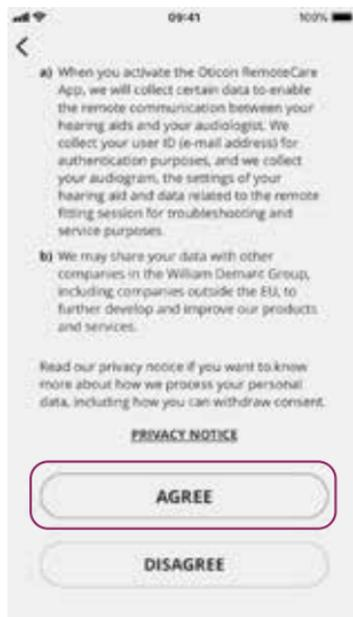 09:41 100%
a) When you activate the Oticon RemoteCare
App, we will collect certain data to enable
the remote communication between your
hearing aids and your audiologist. We
collect your user ID (e-mail address) for
authentication purposes, and we collect
your audiogram, the settings of your
hearing aid and data related to the remote
fitting session for troubleshooting and
service purposes.
b) We may share your data with other
companies in the William Demant Group,
including companies outside the EU, to
further develop and improve our products
and services.
Read our privacy notice if you want to know
more about how we process your personal
data, including how you can withdraw consent.
PRIVACY NOTICE
AGREE
DISAGREE